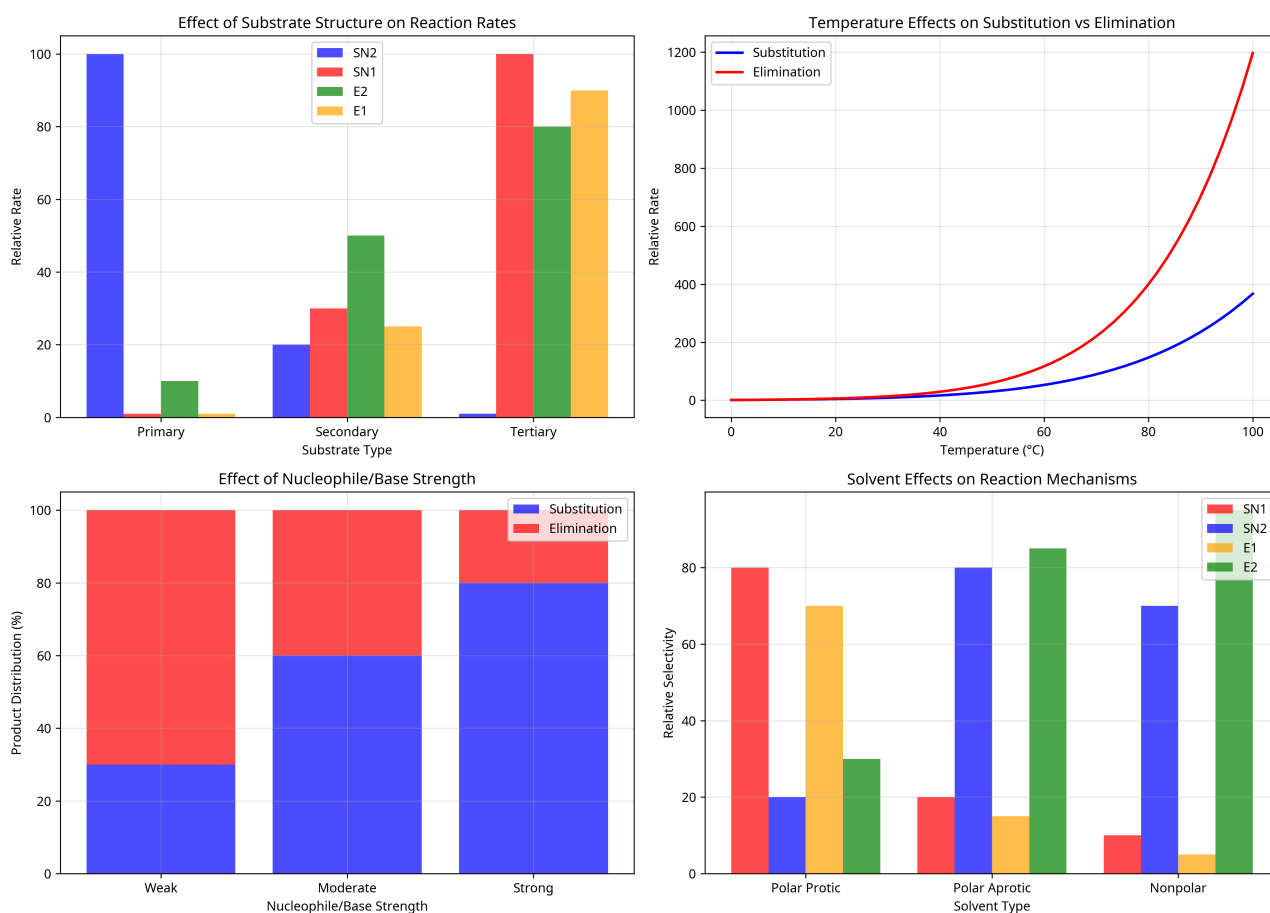 Effect of Substrate Structure on Reaction Rates
SN2
SN1
E2
E1
100
80
60
40
20
0
Relative Rate
Primary
Secondary
Tertiary
Substrate Type
Temperature Effects on Substitution vs Elimination
Substitution
Elimination
1200
1000
800
600
400
200
0
Relative Rate
0
20
40
60
80
100
Temperature (°C)
Effect of Nucleophile/Base Strength
Substitution
Elimination
100
80
60
40
20
0
Product Distribution (%)
Weak
Moderate
Strong
Nucleophile/Base Strength
Solvent Effects on Reaction Mechanisms
SN1
SN2
E1
E2
80
60
40
20
0
Relative Selectivity
Polar Protic
Polar Aprotic
Nonpolar
Solvent Type